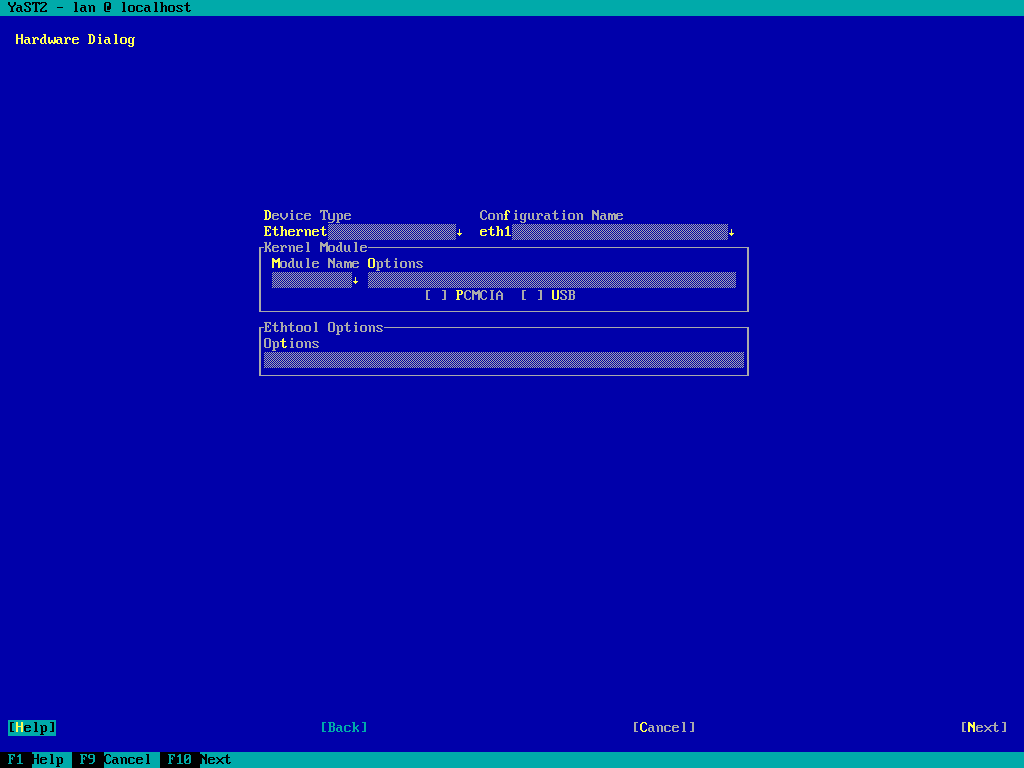 YaST2 - lan @ localhost
Hardware Dialog
Device Type Configuration Name
Ethernet↓ eth1↓
Kernel Module
Module Name Options
↓
[ ] PCMCIA [ ] USB
Ethtool Options
Options
[Help] [Back] [Cancel] [Next]
F1 Help F9 Cancel F10 Next